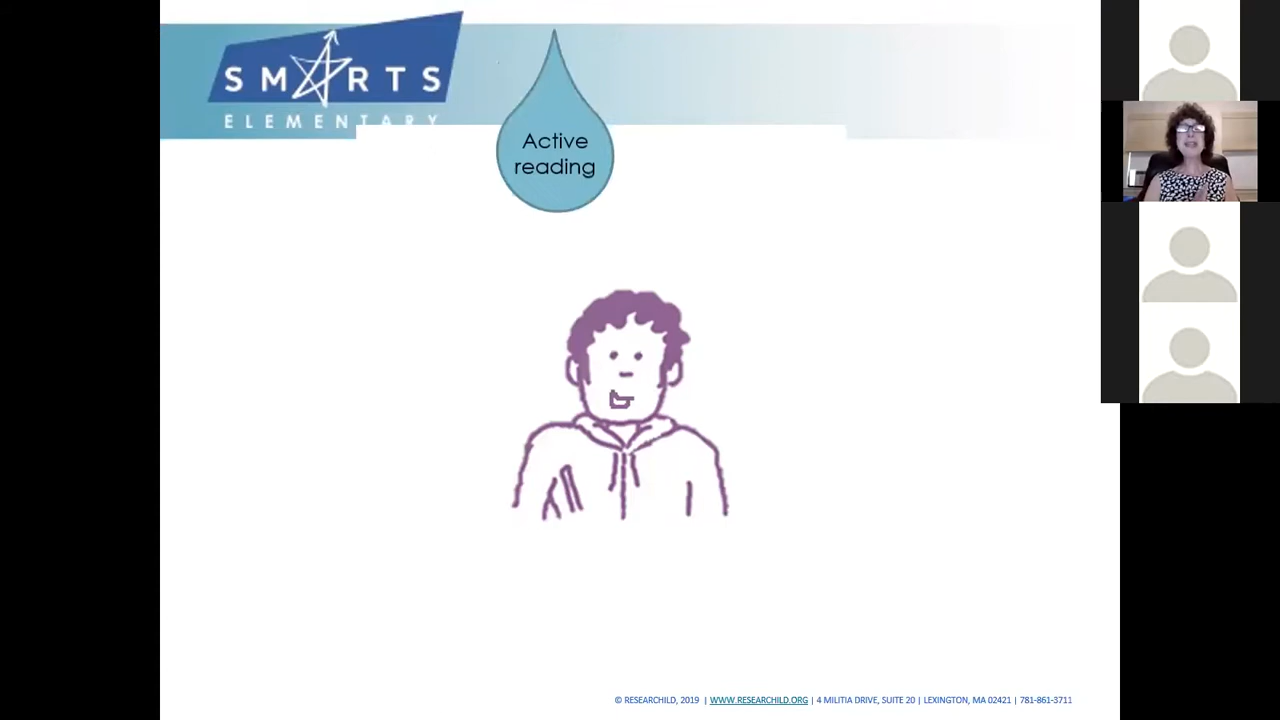 SMARTS
ELEMENTARY
Active
reading
© RESEARCHILD, 2019 | WWW.RESEARCHILD.ORG | 4 MILITIA DRIVE, SUITE 20 | LEXINGTON, MA 02421 | 781-861-3711